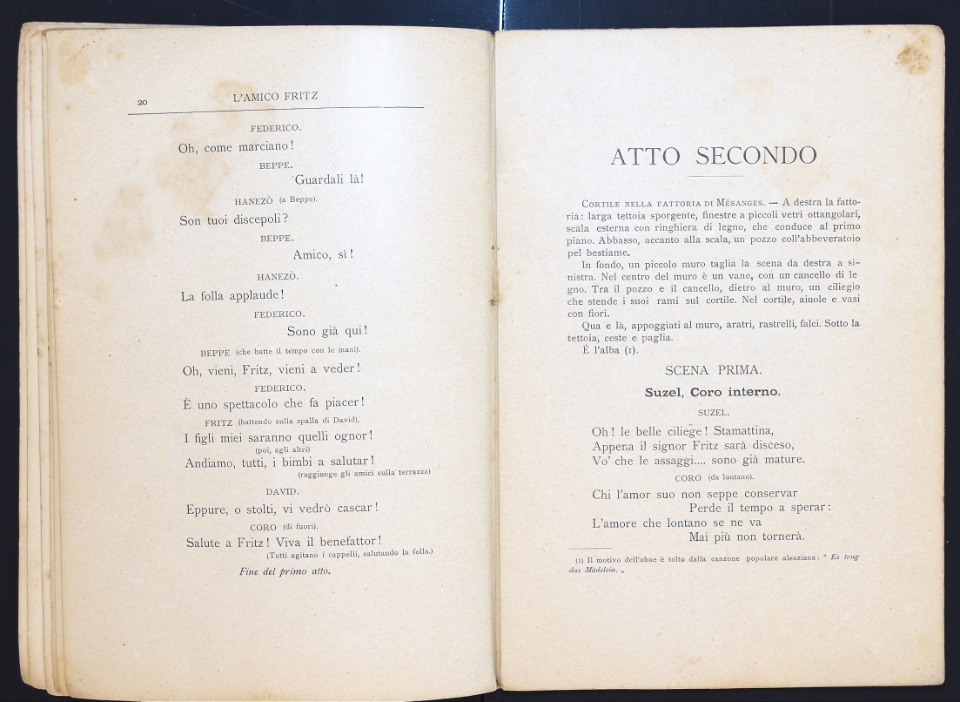 20
L'AMICO FRITZ
FEDERICO.
Oh, come marciano!
BEPPE.
Guardali là!
HANEZÒ (a Beppe).
Son tuoi discepoli?
BEPPE.
Amico, sì!
HANEZÒ.
La folla applaude!
FEDERICO.
Sono già qui!
BEPPE (che batte il tempo con le mani).
Oh, vieni, Fritz, vieni a veder!
FEDERICO.
È uno spettacolo che fa piacer!
FRITZ (battendo sulla spalla di David).
I figli miei saranno quelli ognor!
(poi, agli altri)
Andiamo, tutti, i bimbi a salutar!
(raggiunge gli amici sulla terrazza)
DAVID.
Eppure, o stolti, vi vedrò cascar!
CORO (di fuori).
Salute a Fritz! Viva il benefattor!
(Tutti agitano i cappelli, salutando la folla.)
Fine del primo atto.
ATTO SECONDO
CORTILE NELLA FATTORIA DI MÉSANGES. — A destra la fatto-
ria: larga tettoia sporgente, finestre a piccoli vetri ottangolari,
scala esterna con ringhiera di legno, che conduce al primo
piano. Abbasso, accanto alla scala, un pozzo coll'abbeveratoio
pel bestiame.
In fondo, un piccolo muro taglia la scena da destra a si-
nistra. Nel centro del muro è un vano, con un cancello di le
gno. Tra il pozzo e il cancello, dietro al muro, un ciliegio
che stende i suoi rami sul cortile. Nel cortile, aiuole e vasi
con fiori.
Qua e là, appoggiati al muro, aratri, rastrelli, falci. Sotto la
tettoia, ceste e paglia.
È l'alba (1).
SCENA PRIMA.
Suzel, Coro interno.
SUZEL.
Oh! le belle ciliege! Stamattina,
Appena il signor Fritz sarà disceso,
Vo' che le assaggi.... sono già mature.
CORO (da lontano).
Chi l'amor suo non seppe conservar
Perde il tempo a sperar:
L'amore che lontano se ne va
Mai più non tornerà.
(1) Il motivo dell'oboe è tolto dalla canzone popolare alsaziana: " Es trug
das Mädelein. „